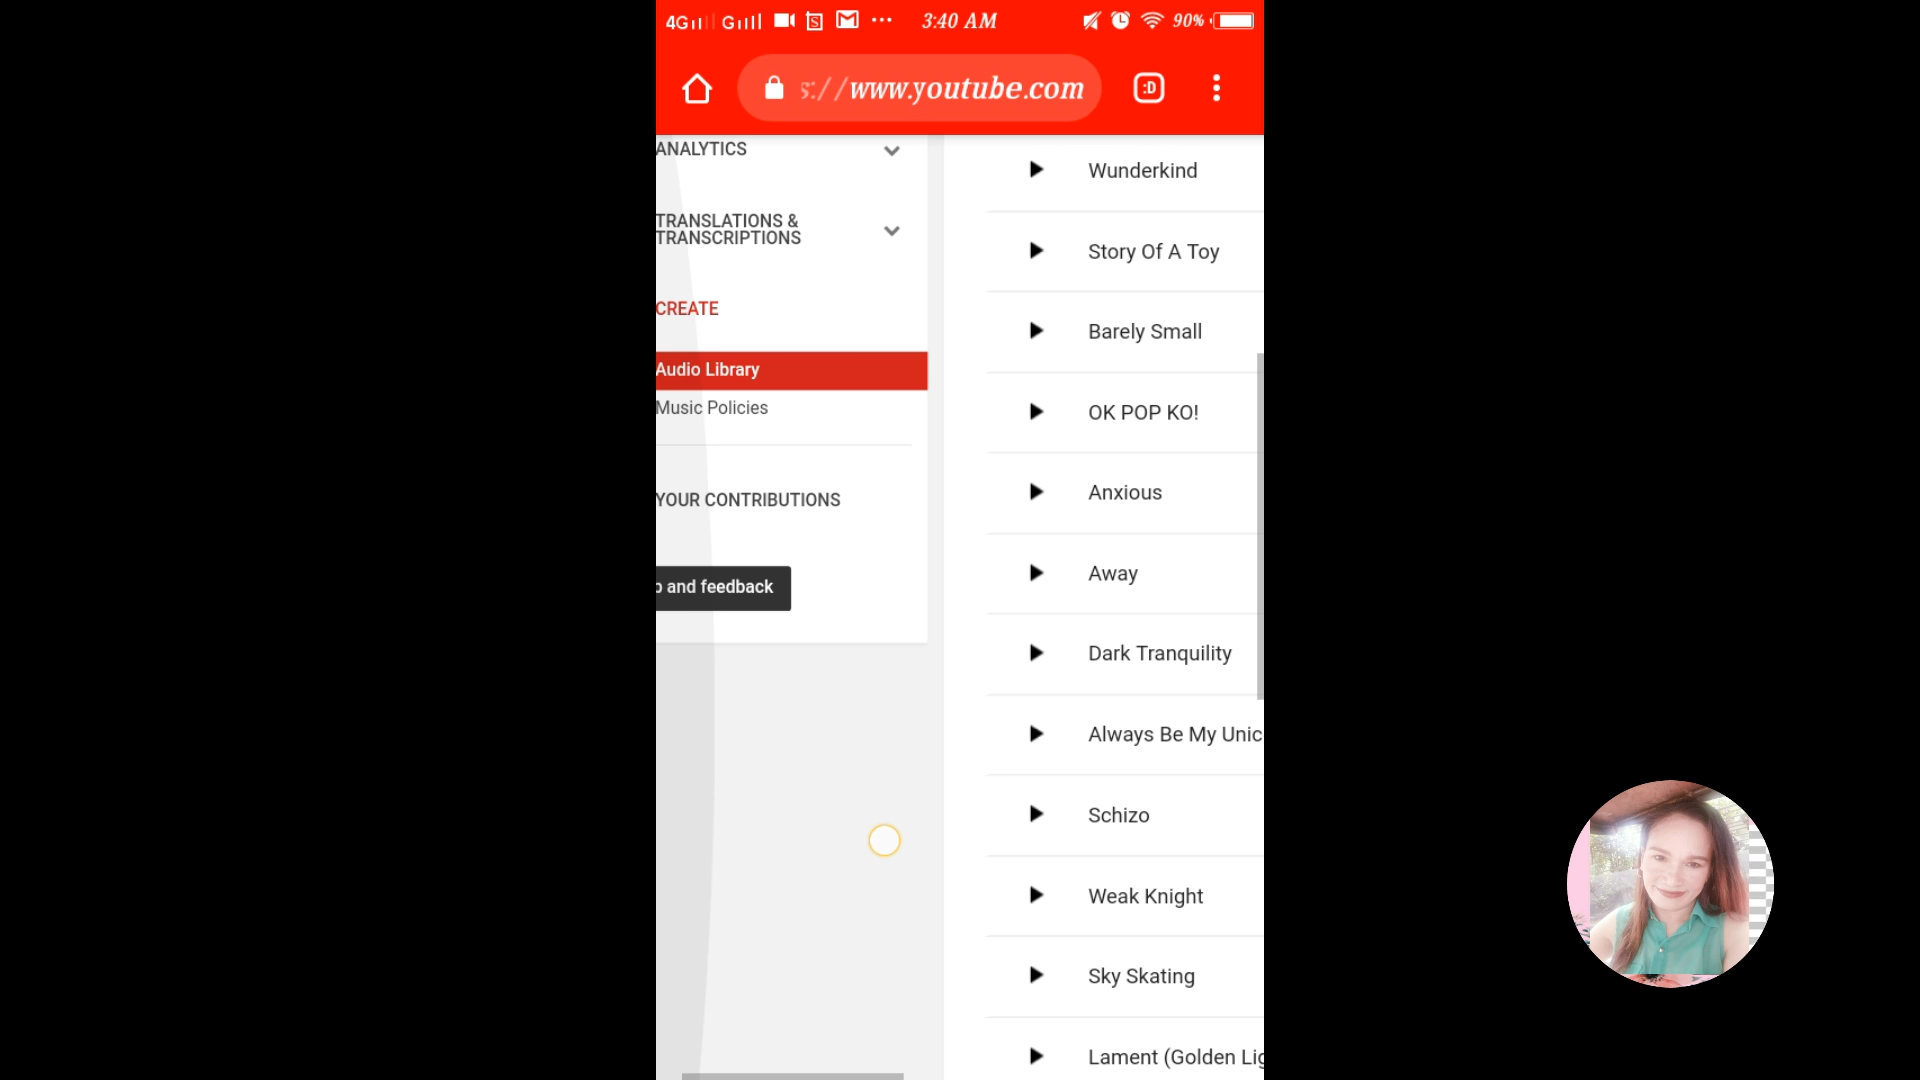 4G G 3:40 AM 90%
s://www.youtube.com :D
ANALYTICS
TRANSLATIONS &
TRANSCRIPTIONS
CREATE
Audio Library
Music Policies
YOUR CONTRIBUTIONS
and feedback
Wunderkind
Story Of A Toy
Barely Small
OK POP KO!
Anxious
Away
Dark Tranquility
Always Be My Unic
Schizo
Weak Knight
Sky Skating
Lament (Golden Lig